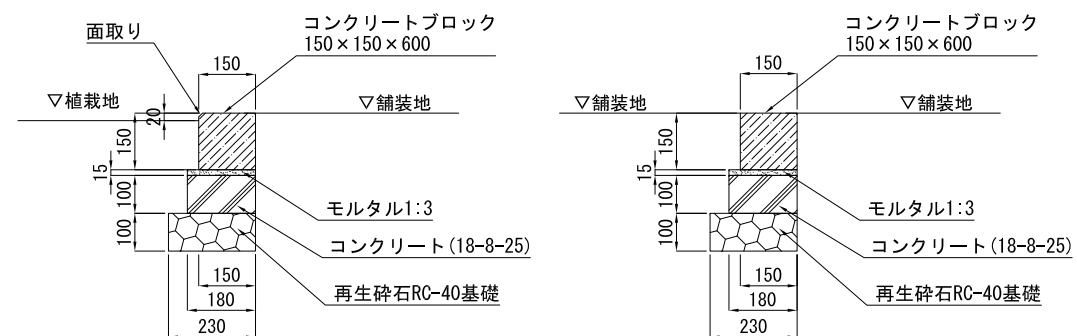 面取り
コンクリートブロック
150×150×600
150
▽植栽地
▽舗装地
20
150
15
100
100
モルタル1:3
コンクリート(18-8-25)
再生砕石RC-40基礎
150
180
230
コンクリートブロック
150×150×600
150
▽舗装地
▽舗装地
150
15
100
100
モルタル1:3
コンクリート(18-8-25)
再生砕石RC-40基礎
150
180
230